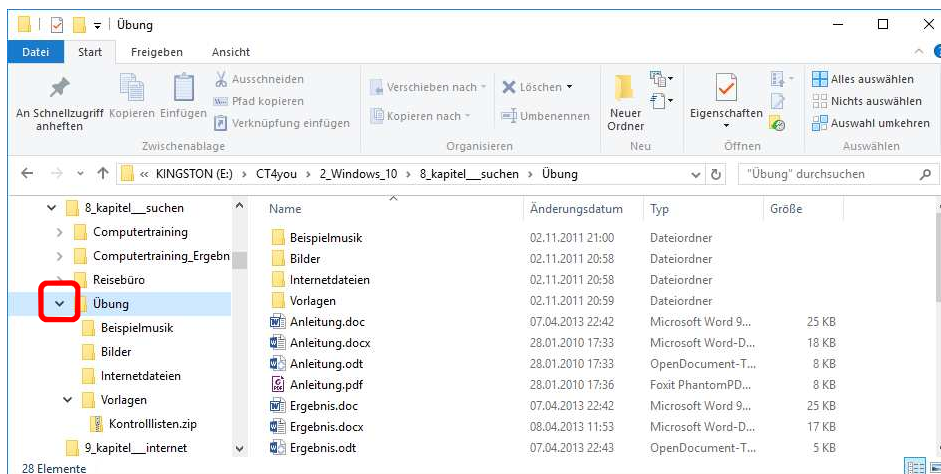 Übung
Datei Start Freigeben Ansicht
An Schnellzugriff anheften
Kopieren
Einfügen
Ausschneiden
Pfad kopieren
Verknüpfung einfügen
Zwischenablage
Verschieben nach
Kopieren nach
Löschen
Umbenennen
Organisieren
Neuer Ordner
Neu
Eigenschaften
Öffnen
Alles auswählen
Nichts auswählen
Auswahl umkehren
Auswählen
« KINGSTON (E:) > CT4you > 2_Windows_10 > 8_kapitel___suchen > Übung
"Übung" durchsuchen
8_kapitel___suchen
Computertraining
Computertraining_Ergebn
Reisebüro
Übung
Beispielmusik
Bilder
Internetdateien
Vorlagen
Kontrolllisten.zip
9_kapitel___internet
Name Änderungsdatum Typ Größe
Beispielmusik 02.11.2011 21:00 Dateiordner
Bilder 02.11.2011 20:58 Dateiordner
Internetdateien 02.11.2011 20:58 Dateiordner
Vorlagen 02.11.2011 20:59 Dateiordner
Anleitung.doc 07.04.2013 22:42 Microsoft Word 9... 25 KB
Anleitung.docx 28.01.2010 17:33 Microsoft Word-D... 18 KB
Anleitung.odt 28.01.2010 17:33 OpenDocument-T... 8 KB
Anleitung.pdf 28.01.2010 17:36 Foxit PhantomPD... 8 KB
Ergebnis.doc 07.04.2013 22:42 Microsoft Word 9... 25 KB
Ergebnis.docx 08.04.2013 11:53 Microsoft Word-D... 17 KB
Ergebnis.odt 07.04.2013 22:43 OpenDocument-T... 5 KB
28 Elemente